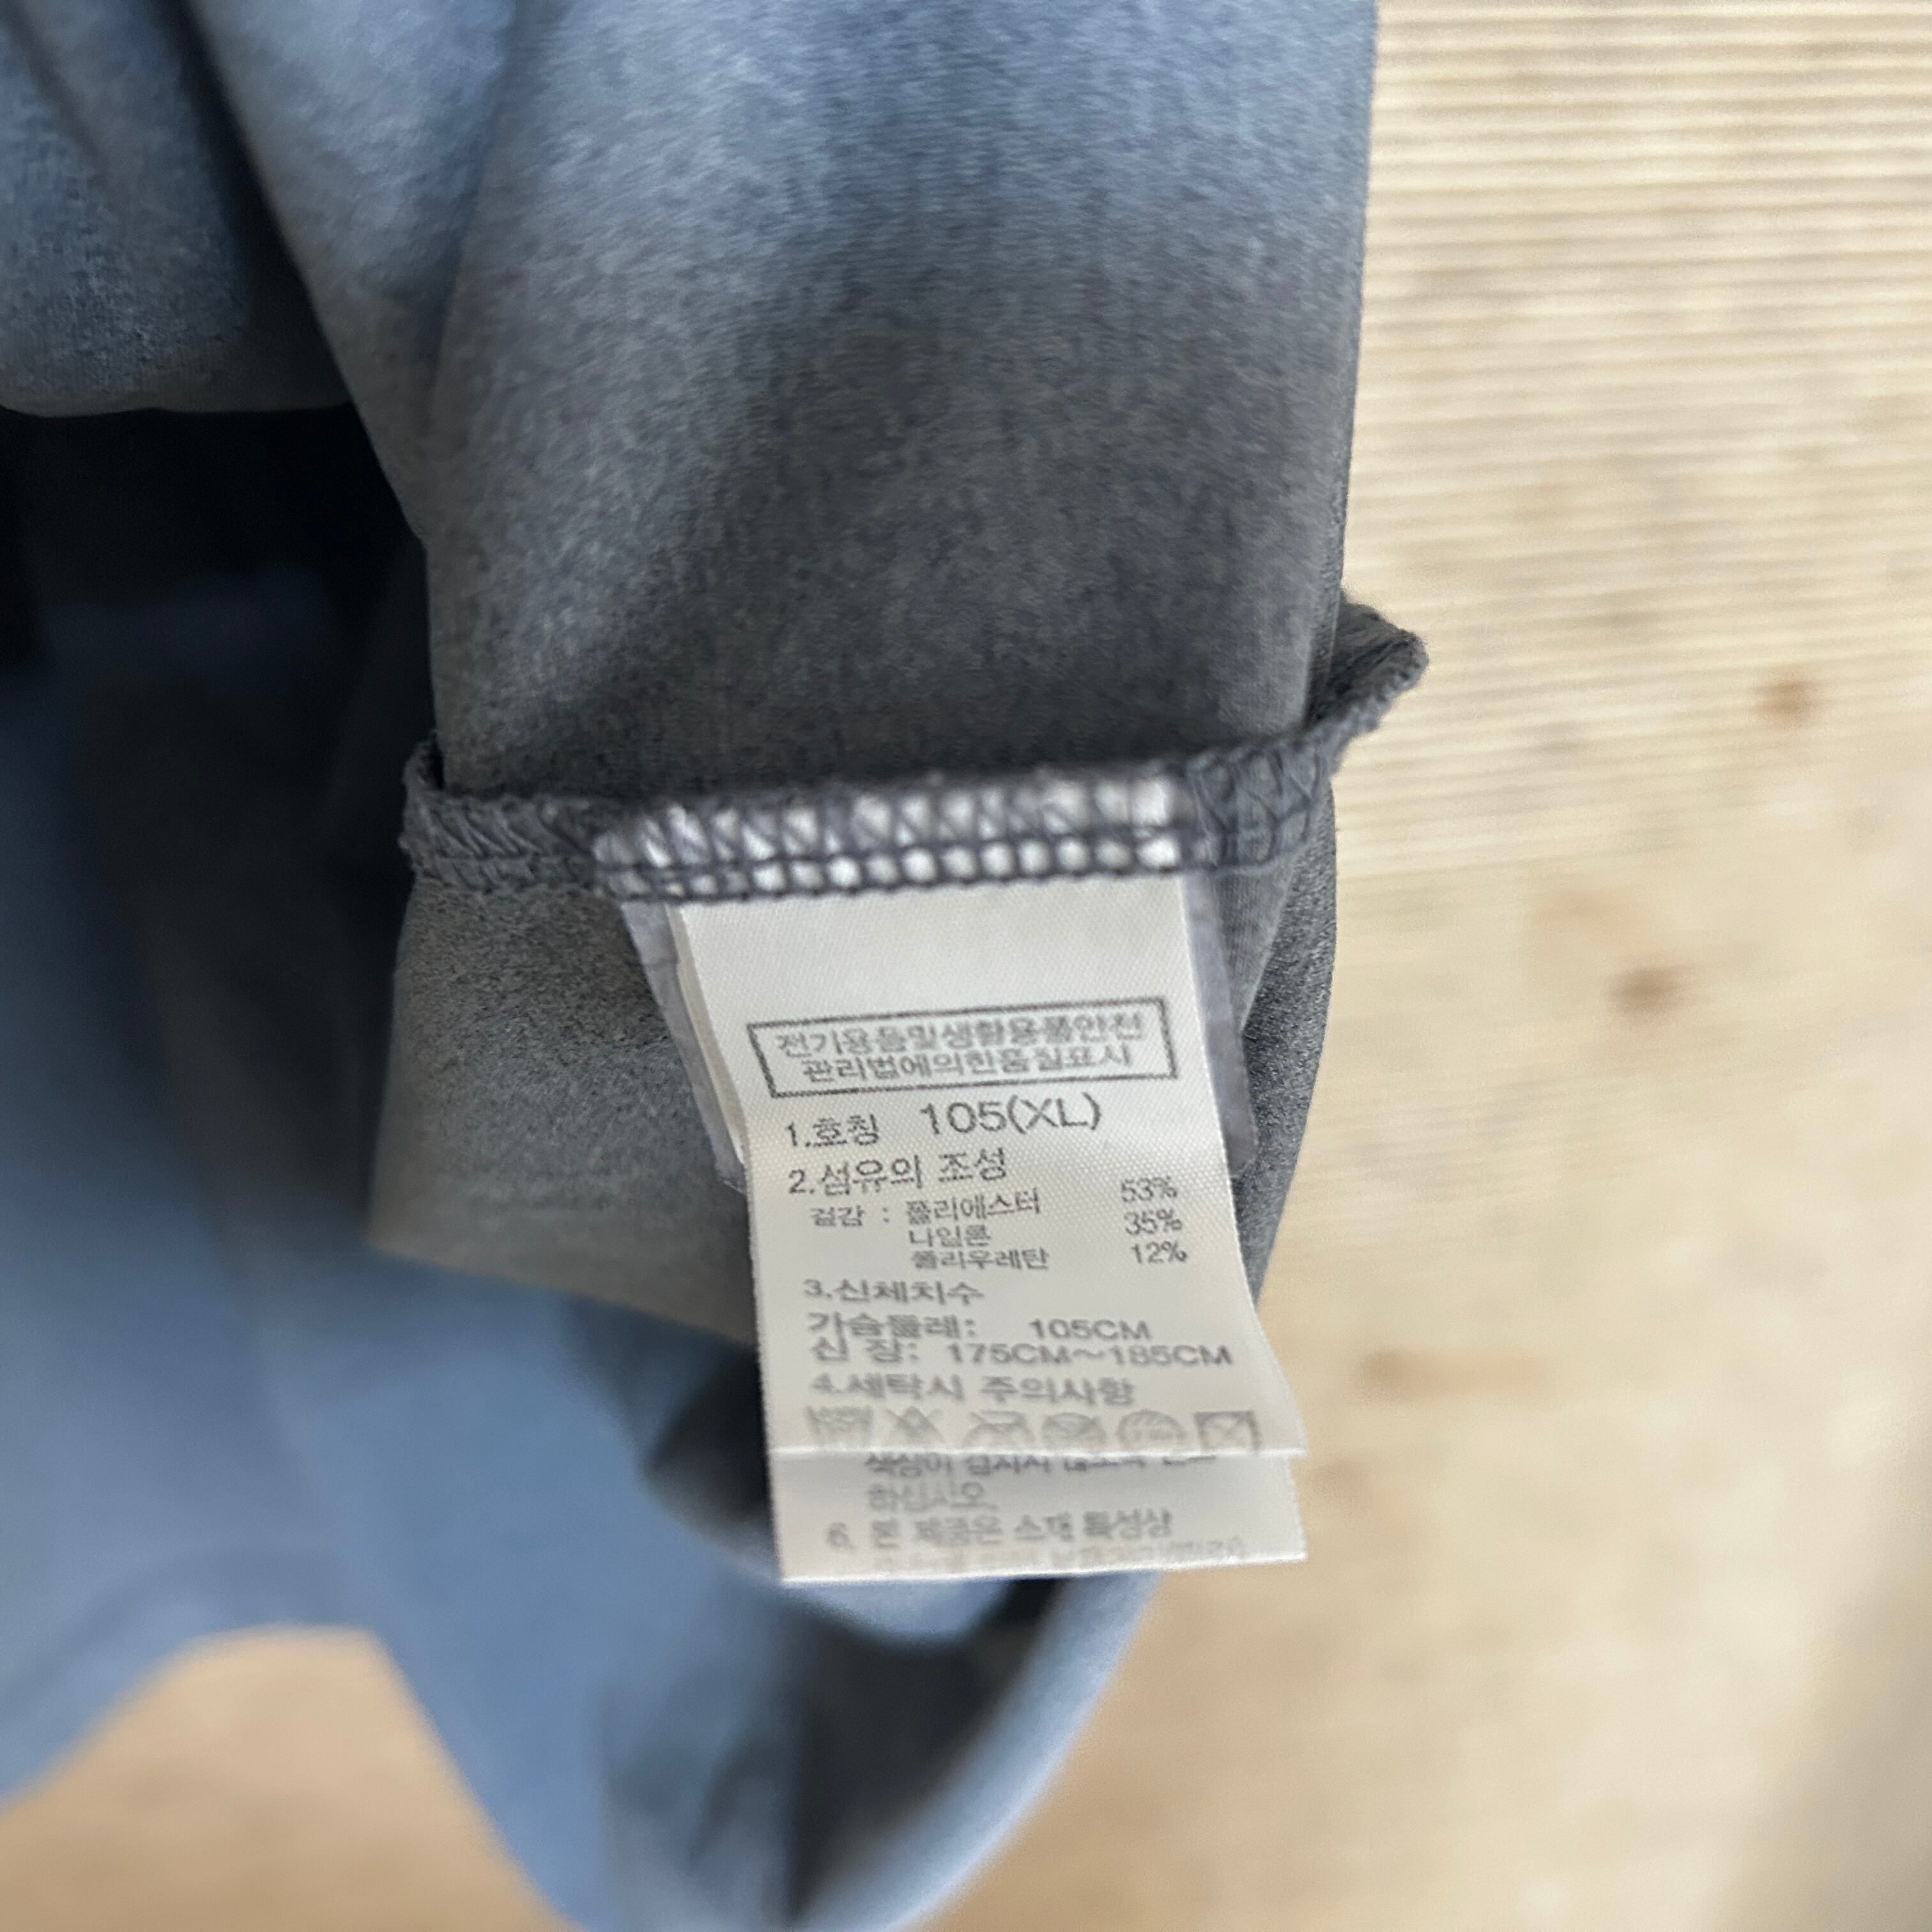 전기용품및생활용품안전
관리법에의한품질표시
1.호칭 105(XL)
2.섬유의 조성
겉감 : 폴리에스터 53%
나일론 35%
폴리우레탄 12%
3.신체치수
가슴둘레: 105CM
신 장: 175CM~185CM
4.세탁시 주의사항
색상이
하십시오.
6. 본 제품은 소재 특성상